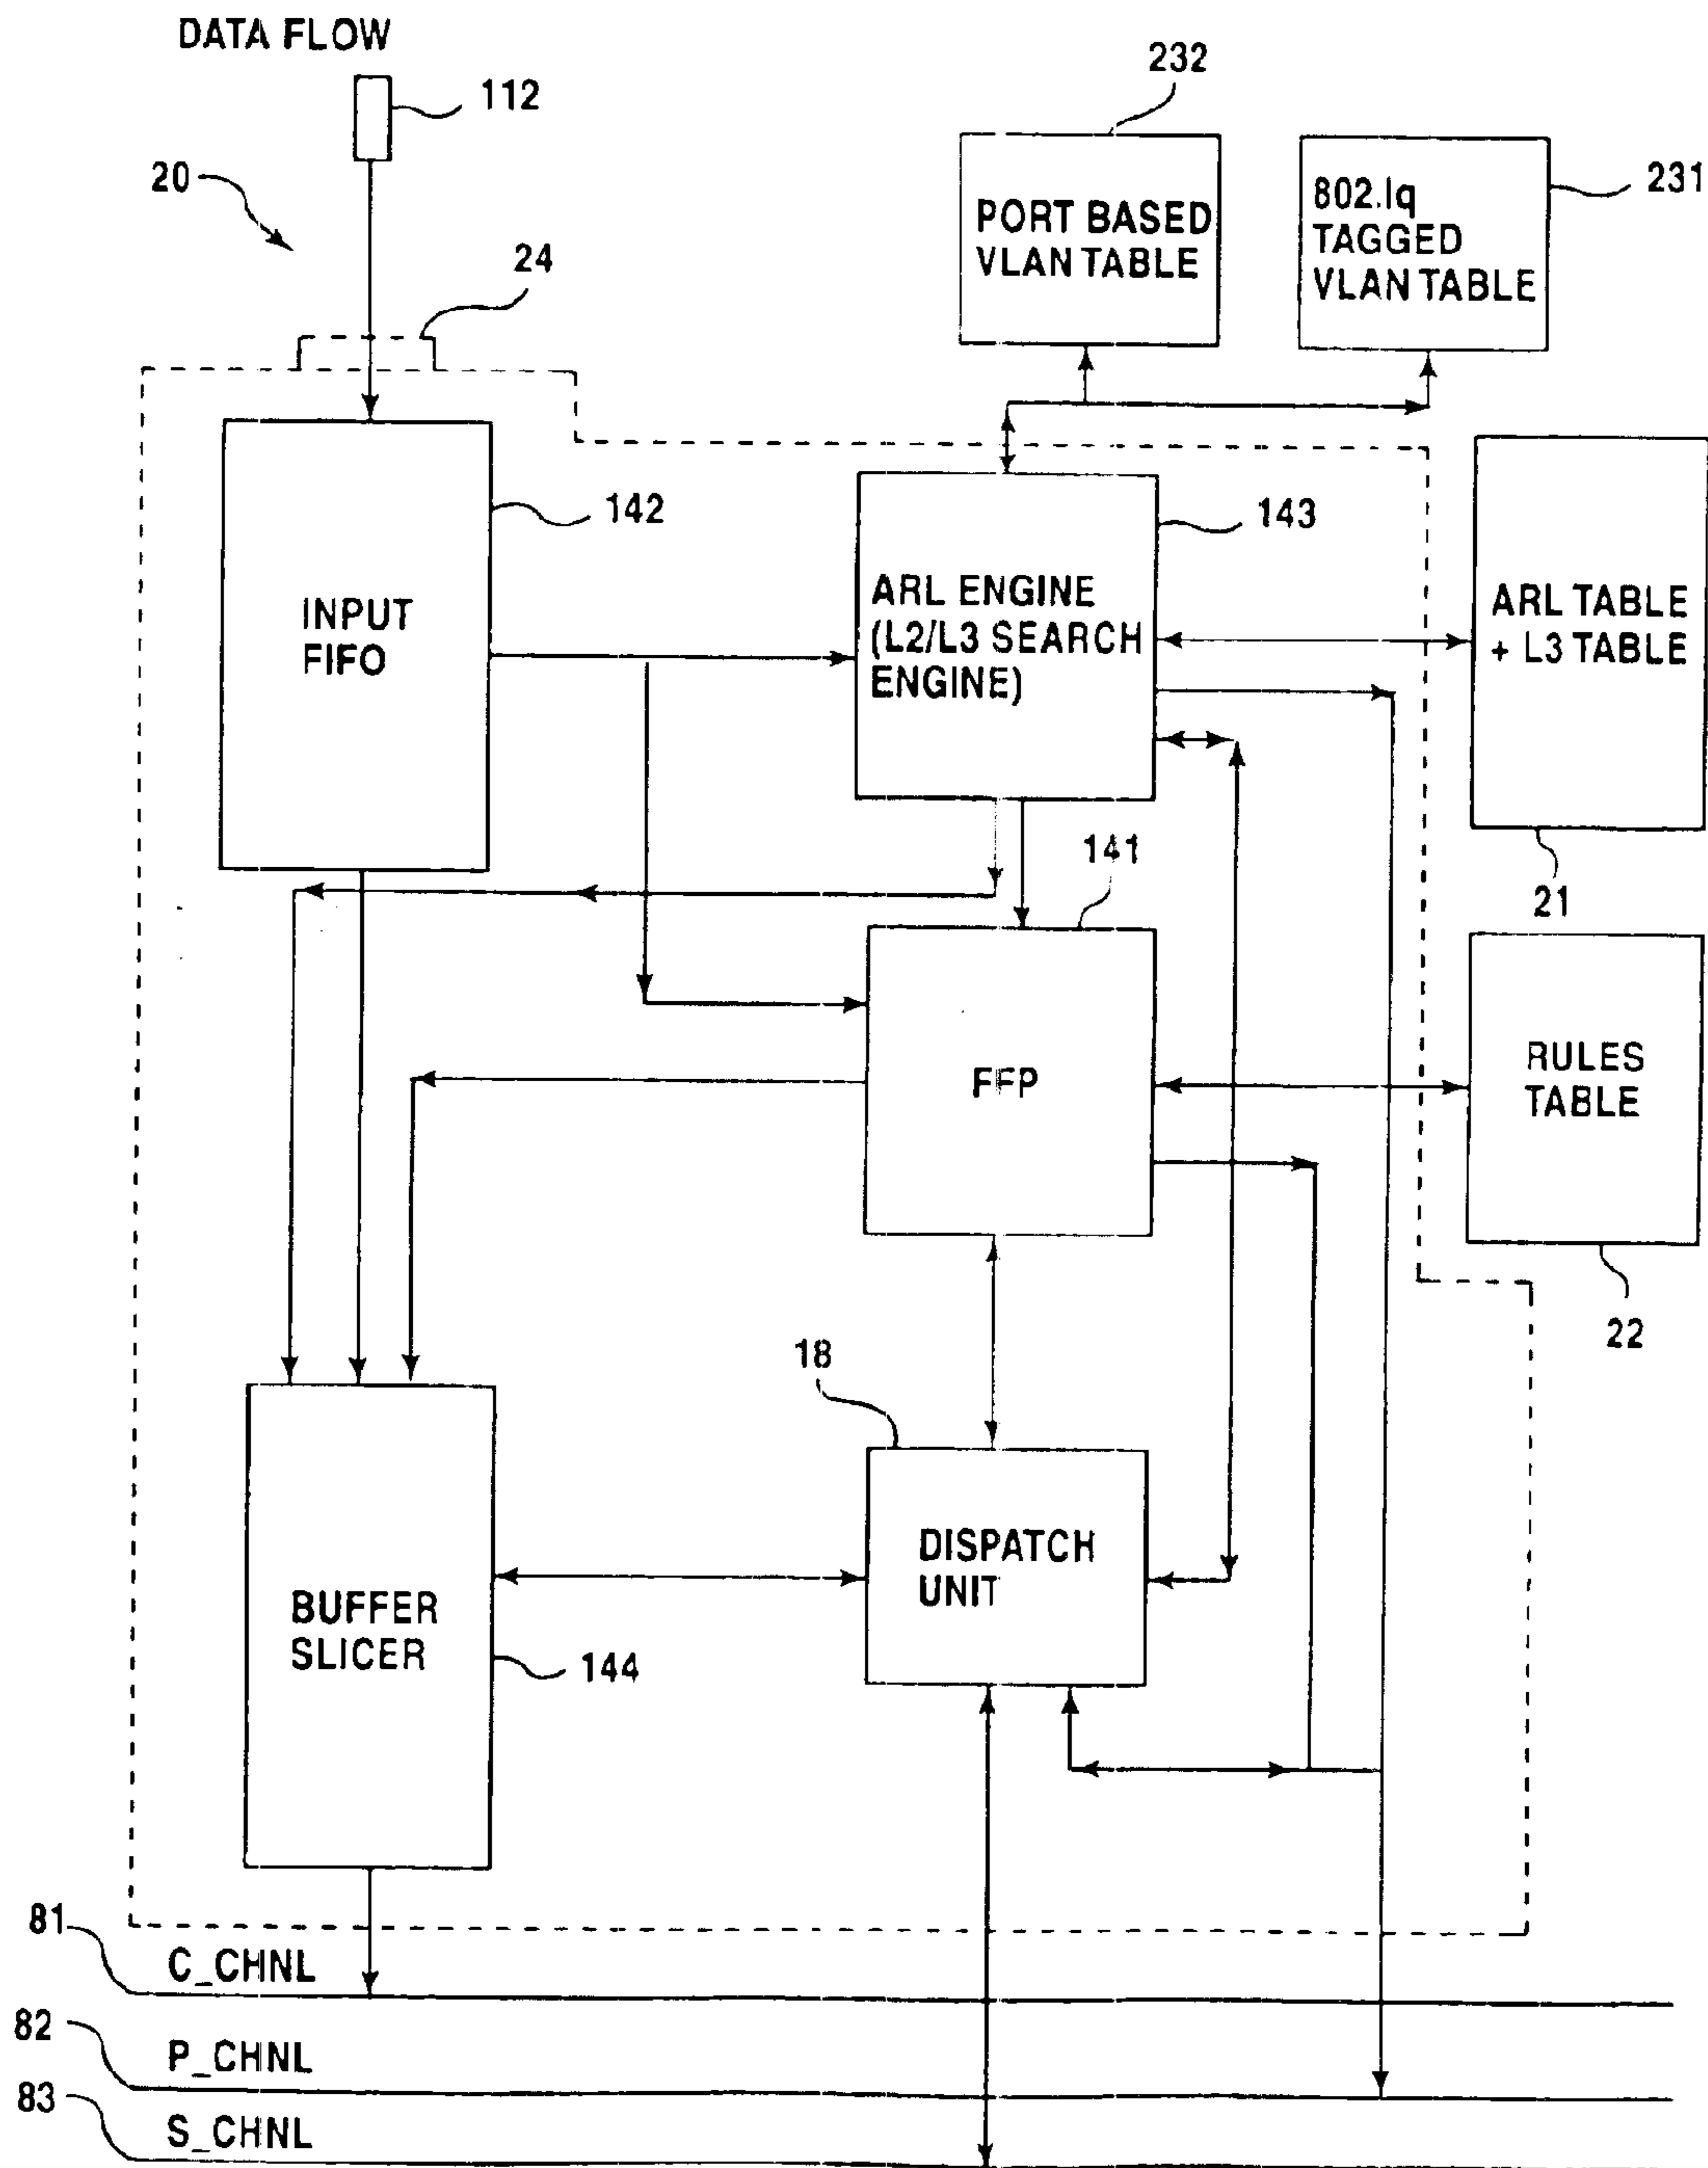 DATA FLOW
112
20
24
232
231
PORT BASED
VLAN TABLE
802.1q
TAGGED
VLAN TABLE
142
143
INPUT
FIFO
ARL ENGINE
(L2/L3 SEARCH
ENGINE)
ARL TABLE
+ L3 TABLE
21
141
FFP
RULES
TABLE
22
18
DISPATCH
UNIT
BUFFER
SLICER
144
81
C_CHNL
82
P_CHNL
83
S_CHNL